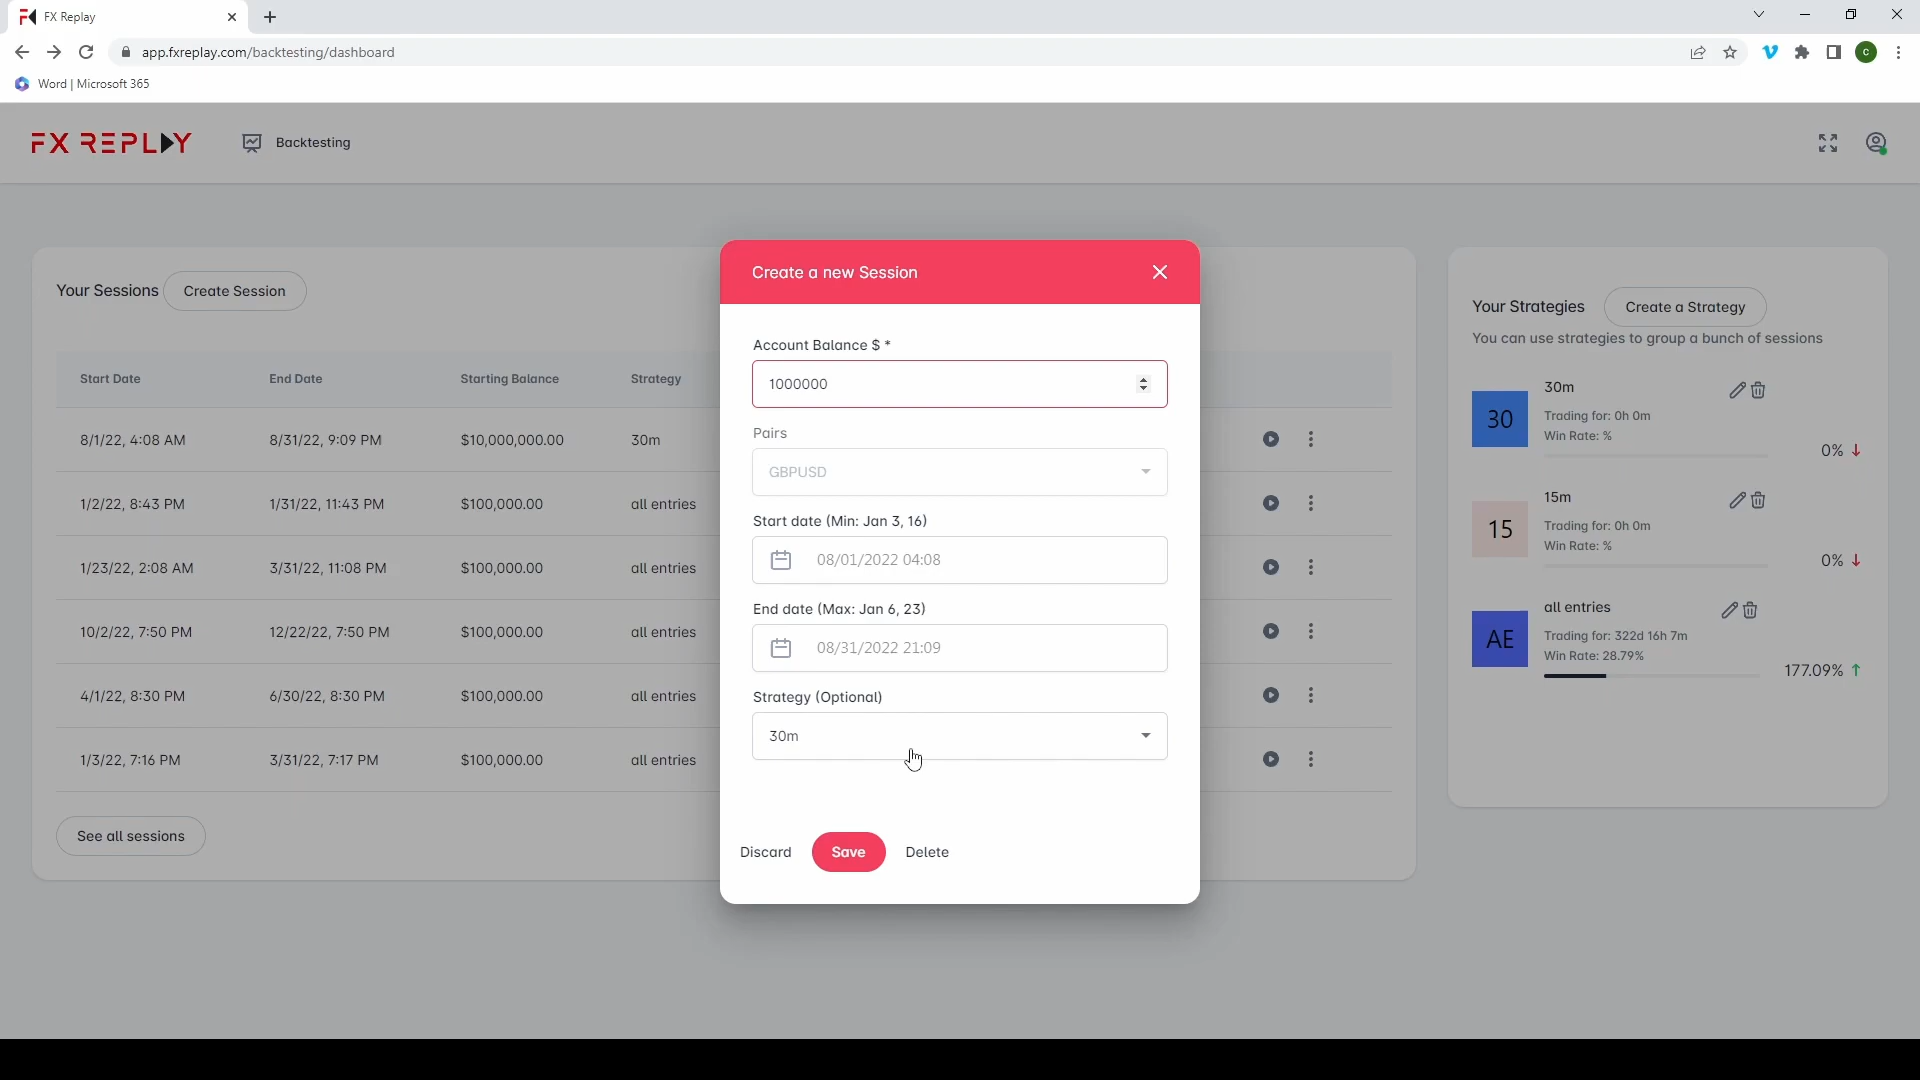 FX Replay
app.fxreplay.com/backtesting/dashboard
C
Word | Microsoft 365
FX REPLAY
Backtesting
Your Sessions
Create Session
Start Date End Date Starting Balance Strategy
8/1/22, 4:08 AM 8/31/22, 9:09 PM $10,000,000.00 30m
1/2/22, 8:43 PM 1/31/22, 11:43 PM $100,000.00 all entries
1/23/22, 2:08 AM 3/31/22, 11:08 PM $100,000.00 all entries
10/2/22, 7:50 PM 12/22/22, 7:50 PM $100,000.00 all entries
4/1/22, 8:30 PM 6/30/22, 8:30 PM $100,000.00 all entries
1/3/22, 7:16 PM 3/31/22, 7:17 PM $100,000.00 all entries
See all sessions
Create a new Session
Account Balance $ *
1000000
Pairs
GBPUSD
Start date (Min: Jan 3, 16)
08/01/2022 04:08
End date (Max: Jan 6, 23)
08/31/2022 21:09
Strategy (Optional)
30m
Discard Save Delete
Your Strategies
Create a Strategy
You can use strategies to group a bunch of sessions
30
30m
Trading for: 0h 0m
Win Rate: %
0%
15
15m
Trading for: 0h 0m
Win Rate: %
0%
AE
all entries
Trading for: 322d 16h 7m
Win Rate: 28.79%
177.09%